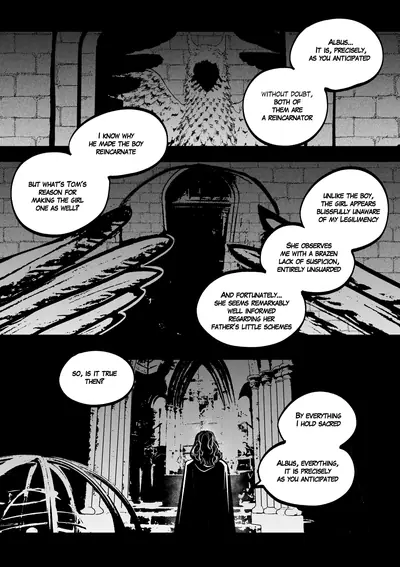 ALBUS...
IT IS, PRECISELY,
AS YOU ANTICIPATED
WITHOUT DOUBT,
BOTH OF
THEM ARE
A REINCARNATOR
I KNOW WHY
HE MADE THE BOY
REINCARNATE
BUT WHAT'S TOM'S
REASON FOR
MAKING THE GIRL
ONE AS WELL?
UNLIKE THE BOY,
THE GIRL APPEARS
BLISSFULLY UNAWARE
OF MY LEGILIMENCY
SHE OBSERVES
ME WITH A BRAZEN
LACK OF SUSPICION,
ENTIRELY UNGUARDED
AND FORTUNATELY...
SHE SEEMS REMARKABLY
WELL INFORMED
REGARDING HER
FATHER'S LITTLE SCHEMES
SO, IS IT TRUE
THEN?
BY EVERYTHING
I HOLD SACRED
ALBUS, EVERYTHING,
IT IS PRECISELY
AS YOU ANTICIPATED